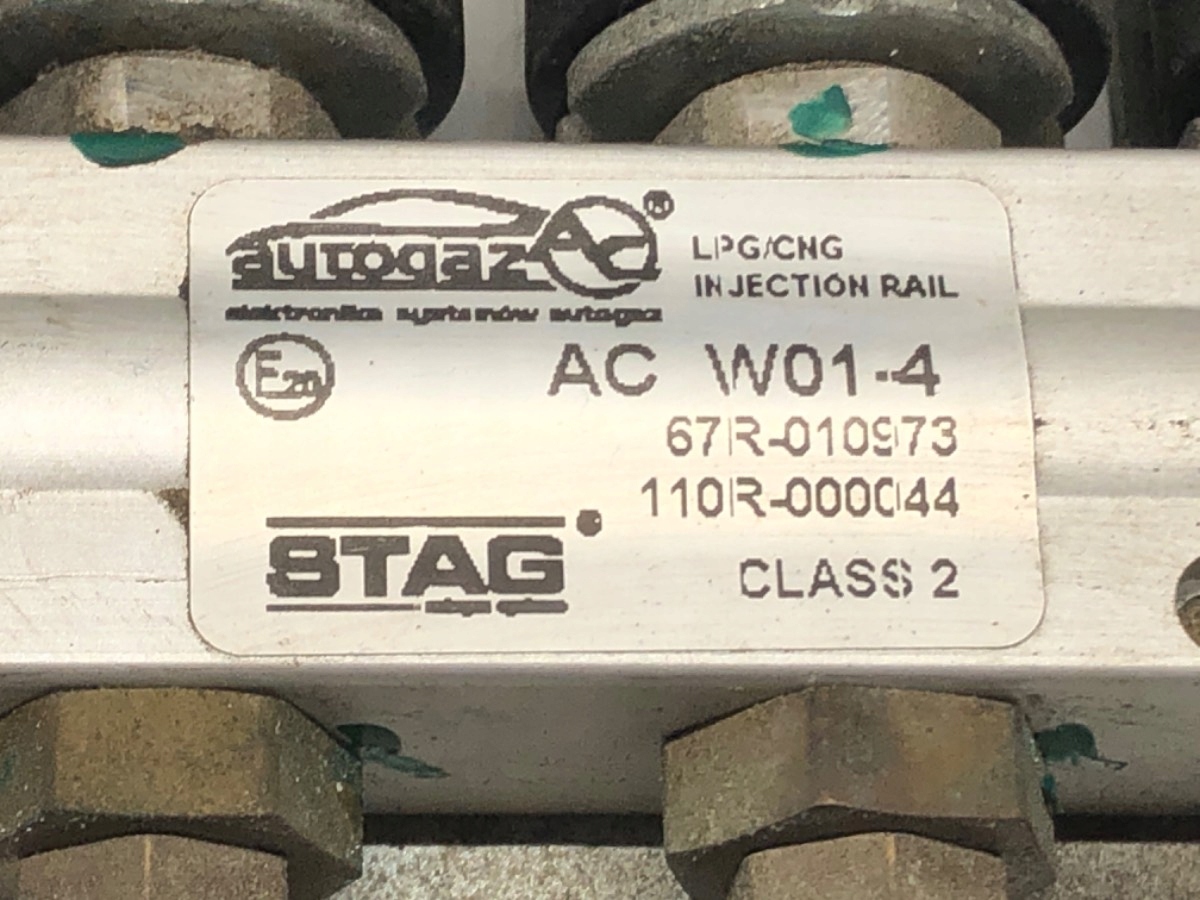 autogaz AC ®
elektronika systemów autogaz
LPG/CNG
INJECTION RAIL
E20
AC W01-4
67R-010973
110R-000044
STAG
CLASS 2